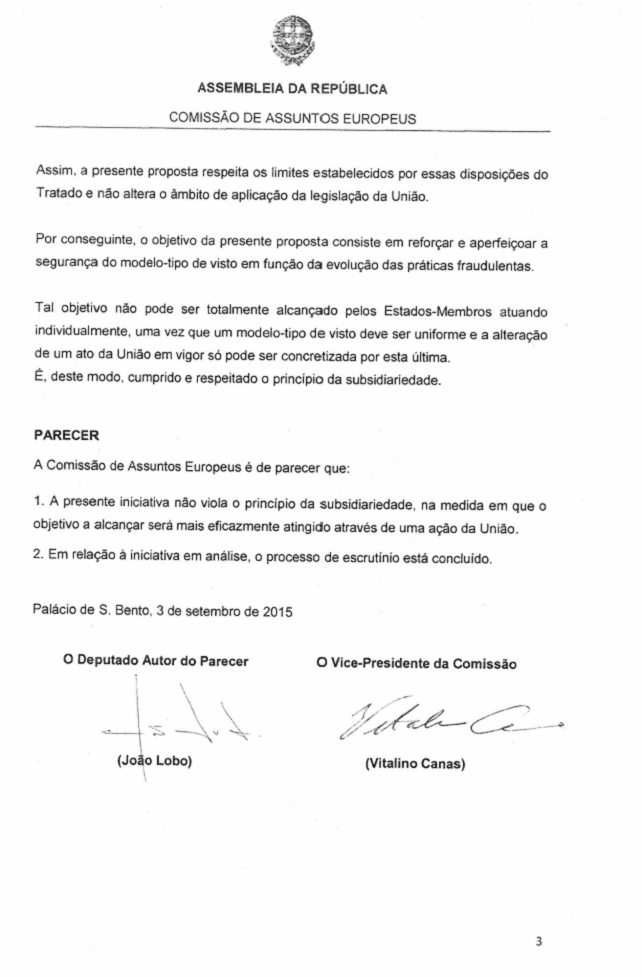 ASSEMBLEIA DA REPÚBLICA
COMISSÃO DE ASSUNTOS EUROPEUS
Assim, a presente proposta respeita os limites estabelecidos por essas disposições do
Tratado e não altera o âmbito de aplicação da legislação da União.
Por conseguinte, o objetivo da presente proposta consiste em reforçar e aperfeiçoar a
segurança do modelo-tipo de visto em função da evolução das práticas fraudulentas.
Tal objetivo não pode ser totalmente alcançado pelos Estados-Membros atuando
individualmente, uma vez que um modelo-tipo de visto deve ser uniforme e a alteração
de um ato da União em vigor só pode ser concretizada por esta última.
É, deste modo, cumprido e respeitado o princípio da subsidiariedade.
PARECER
A Comissão de Assuntos Europeus é de parecer que:
1. A presente iniciativa não viola o princípio da subsidiariedade, na medida em que o
objetivo a alcançar será mais eficazmente atingido através de uma ação da União.
2. Em relação à iniciativa em análise, o processo de escrutínio está concluído.
Palácio de S. Bento, 3 de setembro de 2015
O Deputado Autor do Parecer
O Vice-Presidente da Comissão
(João Lobo)
(Vitalino Canas)
3